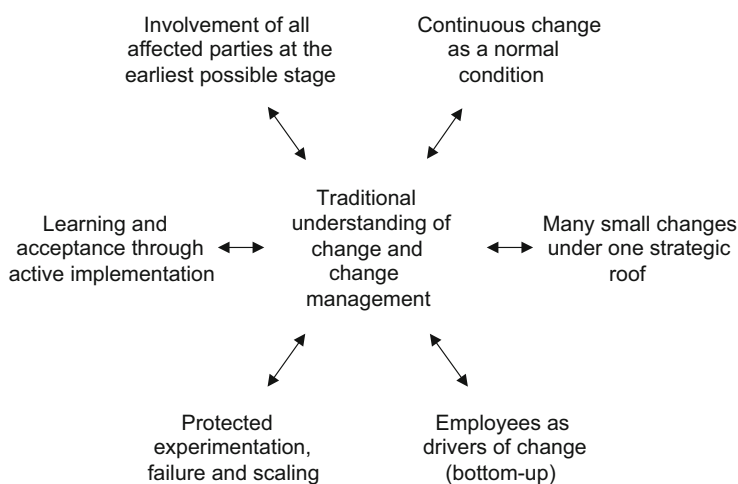 Involvement of all
affected parties at the
earliest possible stage
Continuous change
as a normal
condition
Learning and
acceptance through
active implementation
Traditional
understanding of
change and
change
management
Many small changes
under one strategic
roof
Protected
experimentation,
failure and scaling
Employees as
drivers of change
(bottom-up)